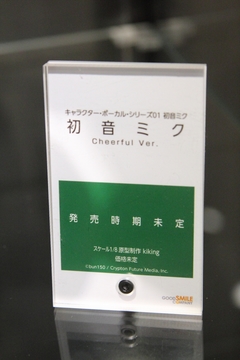 キャラクター・ボーカル・シリーズ01 初音ミク
初音ミク
Cheerful Ver.
発売時期未定
スケール1/8 原型制作 kiking
価格未定
/ Crypton Future Media, Inc.
GOOD SMILE
COMPANY